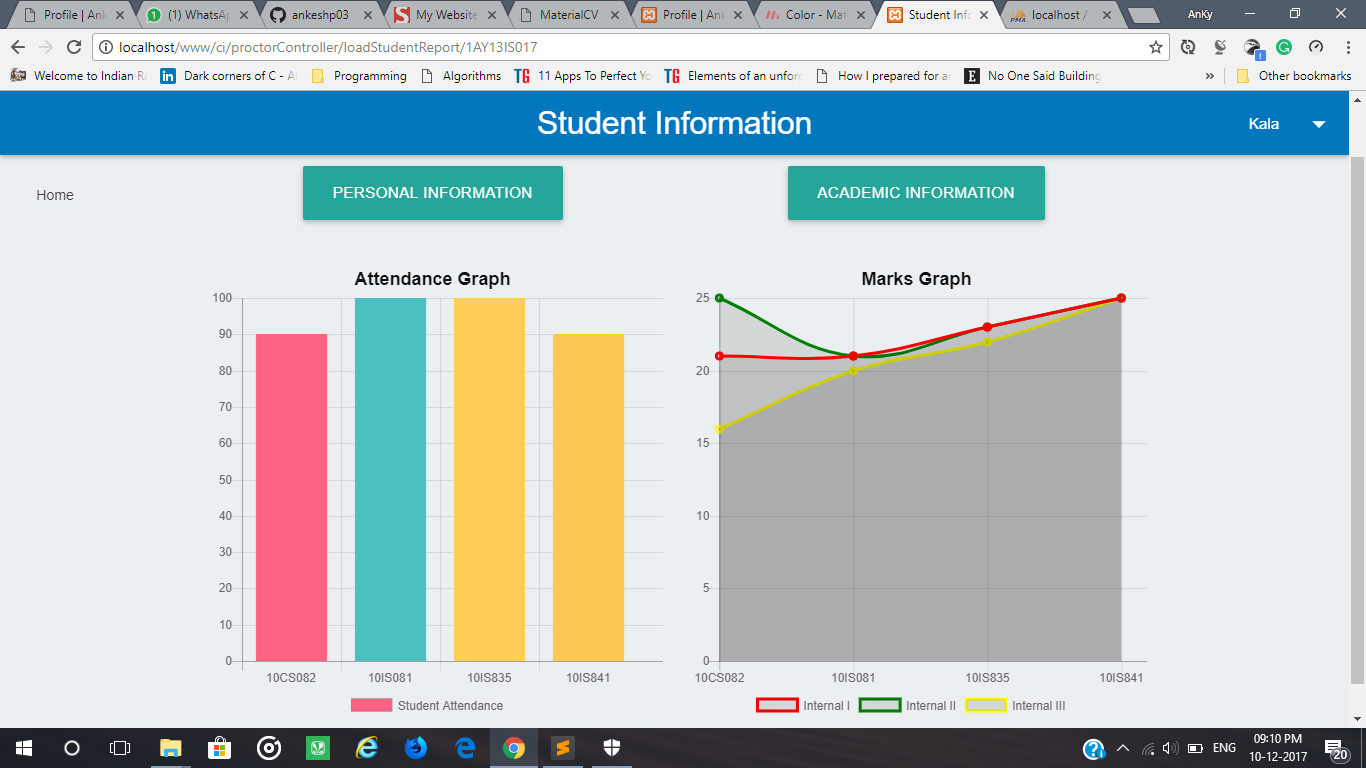 Profile | Ank
(1) WhatsAp
ankeshp03
My Website
MaterialCV
Profile | Ank
Color - Mat
Student Info
localhost /
AnKy
localhost/www/ci/proctorController/loadStudentReport/1AY13IS017
Welcome to Indian Ra
Dark corners of C - A
Programming
Algorithms
11 Apps To Perfect Yo
Elements of an unforg
How I prepared for an
No One Said Building
»
Other bookmarks
Student Information
Kala
Home
PERSONAL INFORMATION
ACADEMIC INFORMATION
Attendance Graph
100
90
80
70
60
50
40
30
20
10
0
10CS082 10IS081 10IS835 10IS841
Student Attendance
Marks Graph
25
20
15
10
5
0
10CS082 10IS081 10IS835 10IS841
Internal I Internal II Internal III
ENG
09:10 PM
10-12-2017
20